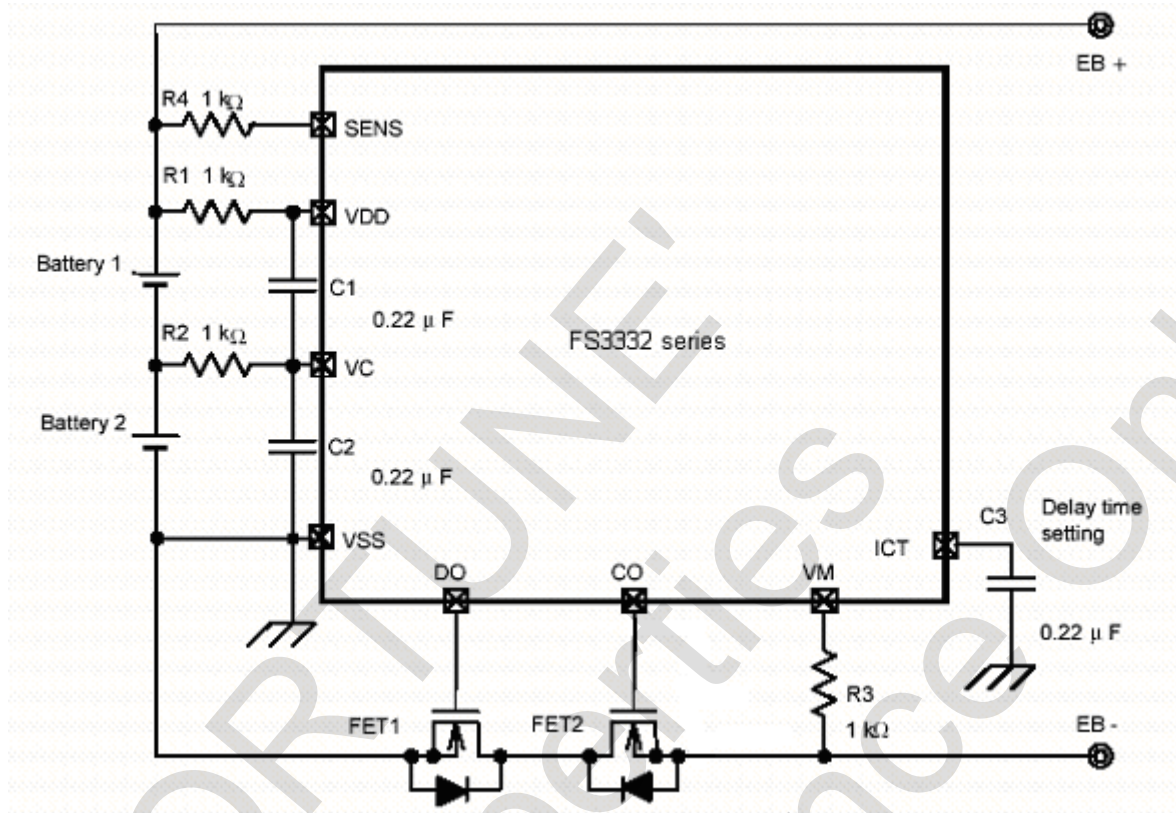 EB +
R4 1 kΩ
SENS
R1 1 kΩ
VDD
Battery 1
C1
0.22 μ F
R2 1 kΩ
FS3332 series
VC
Battery 2
C2
0.22 μ F
VSS
ICT
C3
Delay time
setting
0.22 μ F
DO
CO
VM
FET1
FET2
R3
1 kΩ
EB -